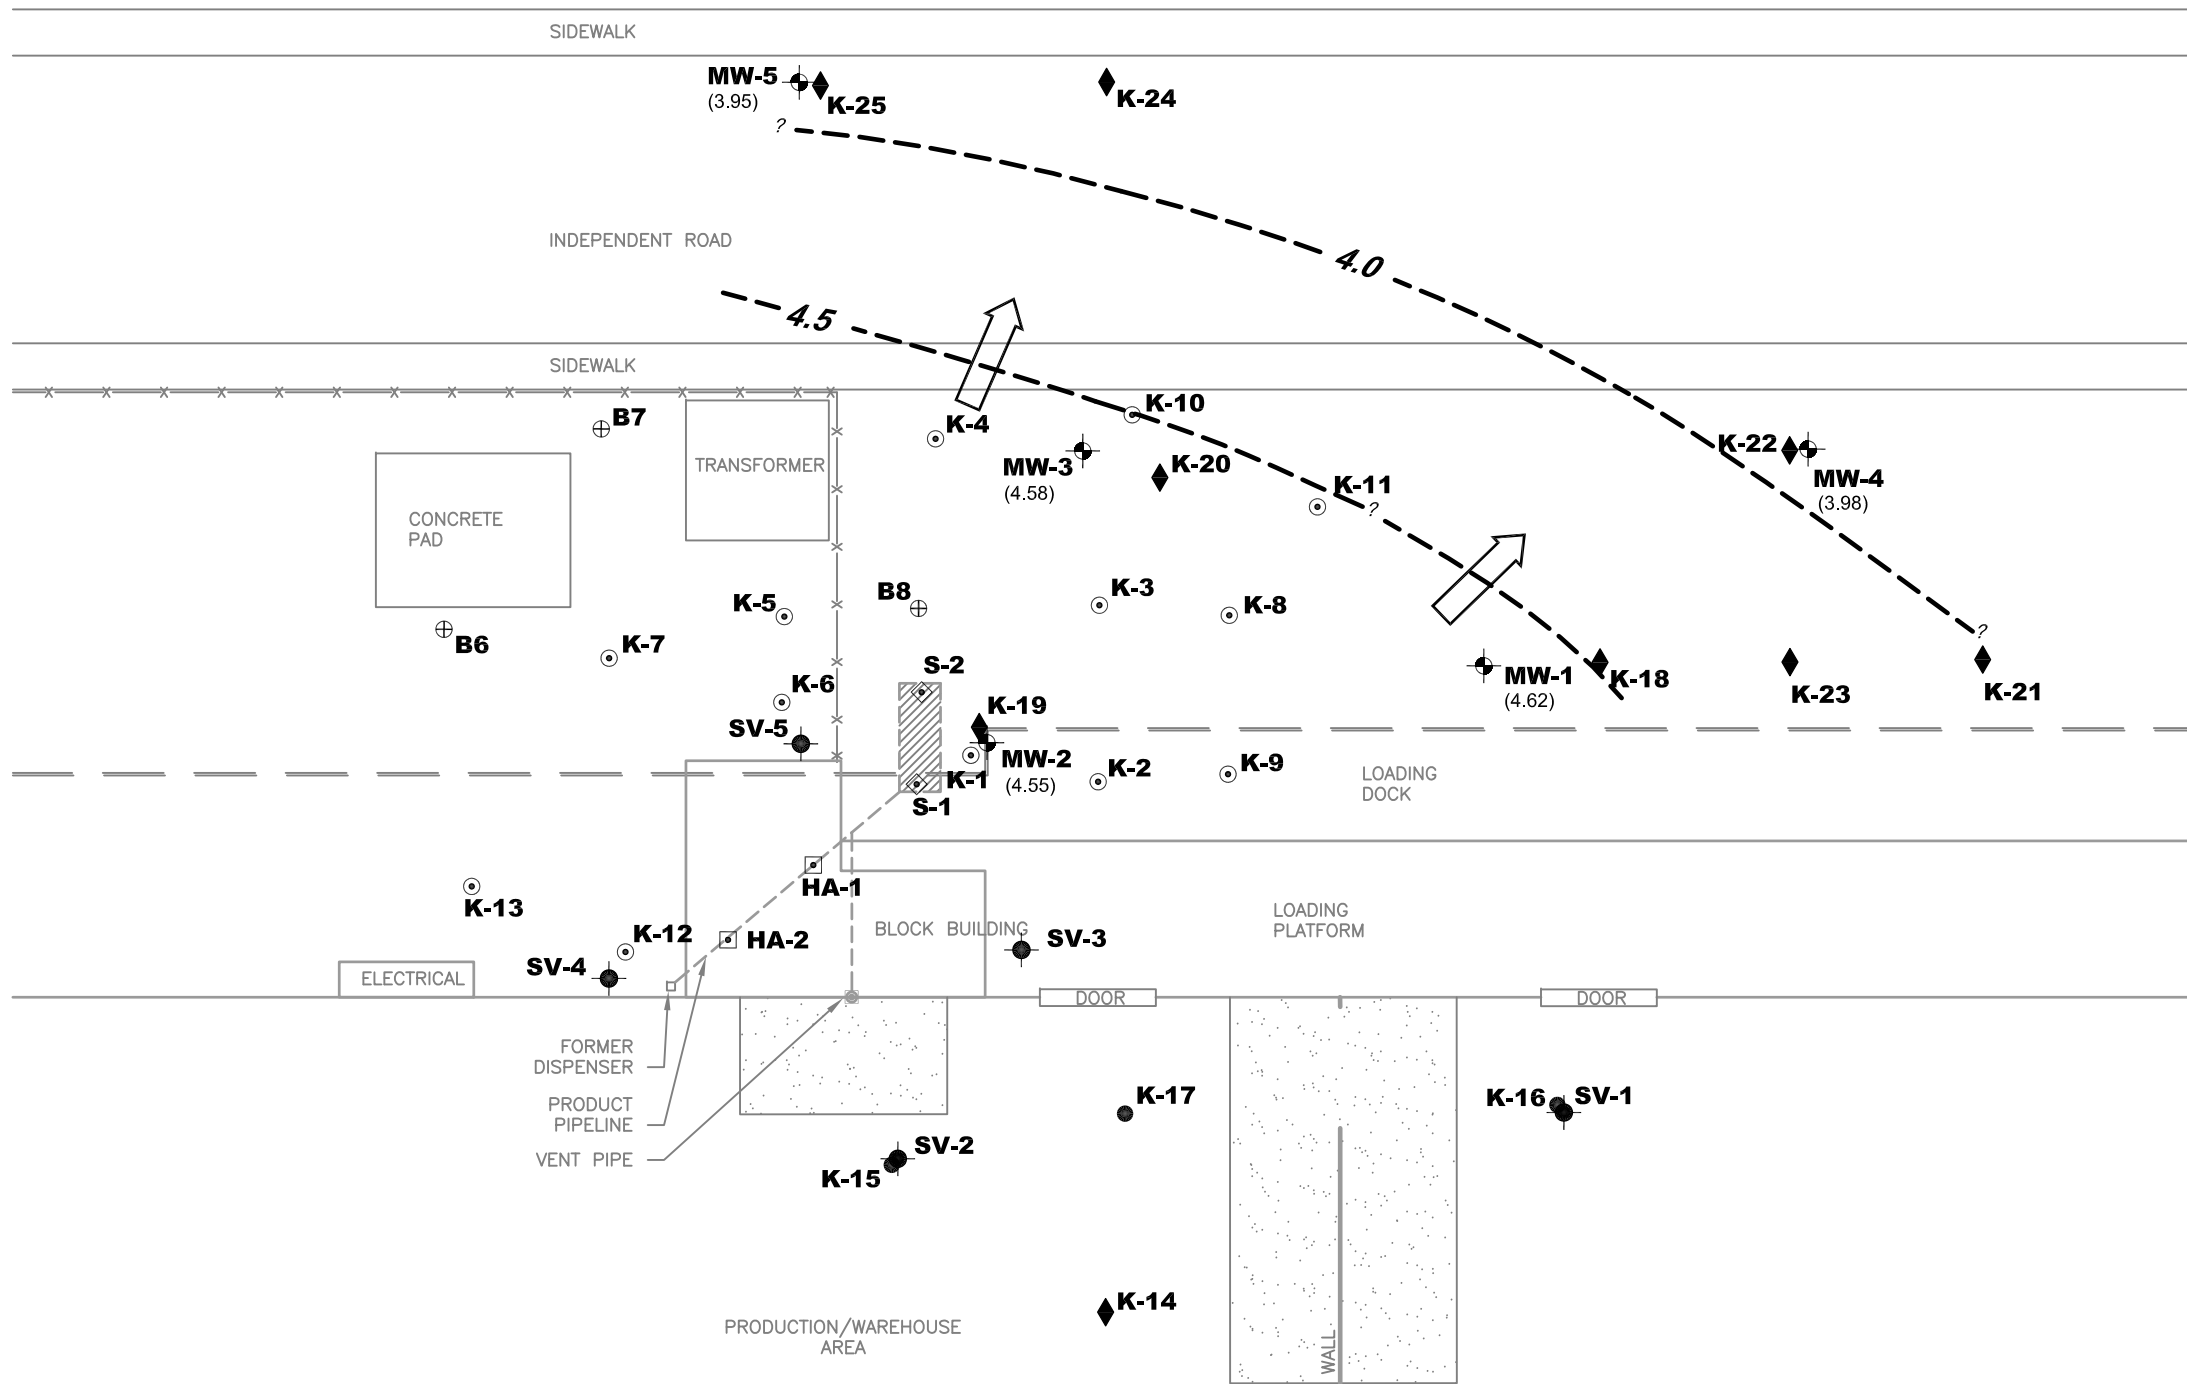 SIDEWALK
MW-5
(3.95)
K-25
K-24
?
INDEPENDENT ROAD
4.0
4.5
SIDEWALK
B7
K-4
K-10
TRANSFORMER
MW-3
(4.58)
K-20
K-22
MW-4
(3.98)
K-11
?
CONCRETE
PAD
K-5
B8
K-3
K-8
B6
K-7
?
S-2
MW-1
(4.62)
K-18
K-23
K-21
K-6
K-19
SV-5
MW-2
(4.55)
K-1
K-2
K-9
LOADING
DOCK
S-1
HA-1
K-13
K-12
HA-2
BLOCK BUILDING
SV-3
LOADING
PLATFORM
SV-4
ELECTRICAL
DOOR
DOOR
FORMER
DISPENSER
PRODUCT
PIPELINE
VENT PIPE
K-17
K-16
SV-1
SV-2
K-15
K-14
PRODUCTION/WAREHOUSE
AREA
WALL